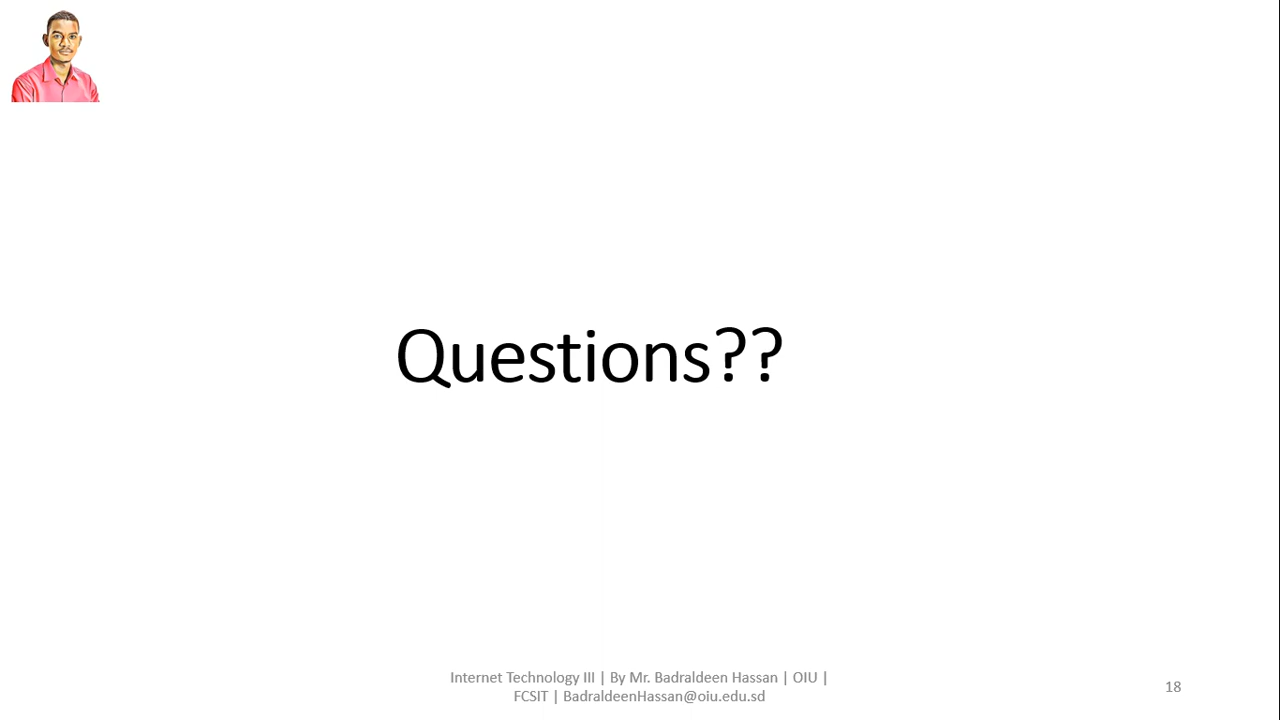 Questions??
Internet Technology III | By Mr. Badraldeen Hassan | OIU |
FCSIT | BadraldeenHassan@oiu.edu.sd
18